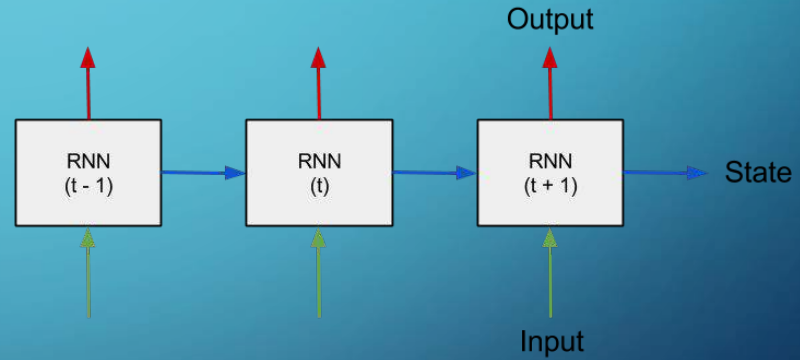 Output
RNN
(t - 1)
RNN
(t)
RNN
(t + 1)
State
Input